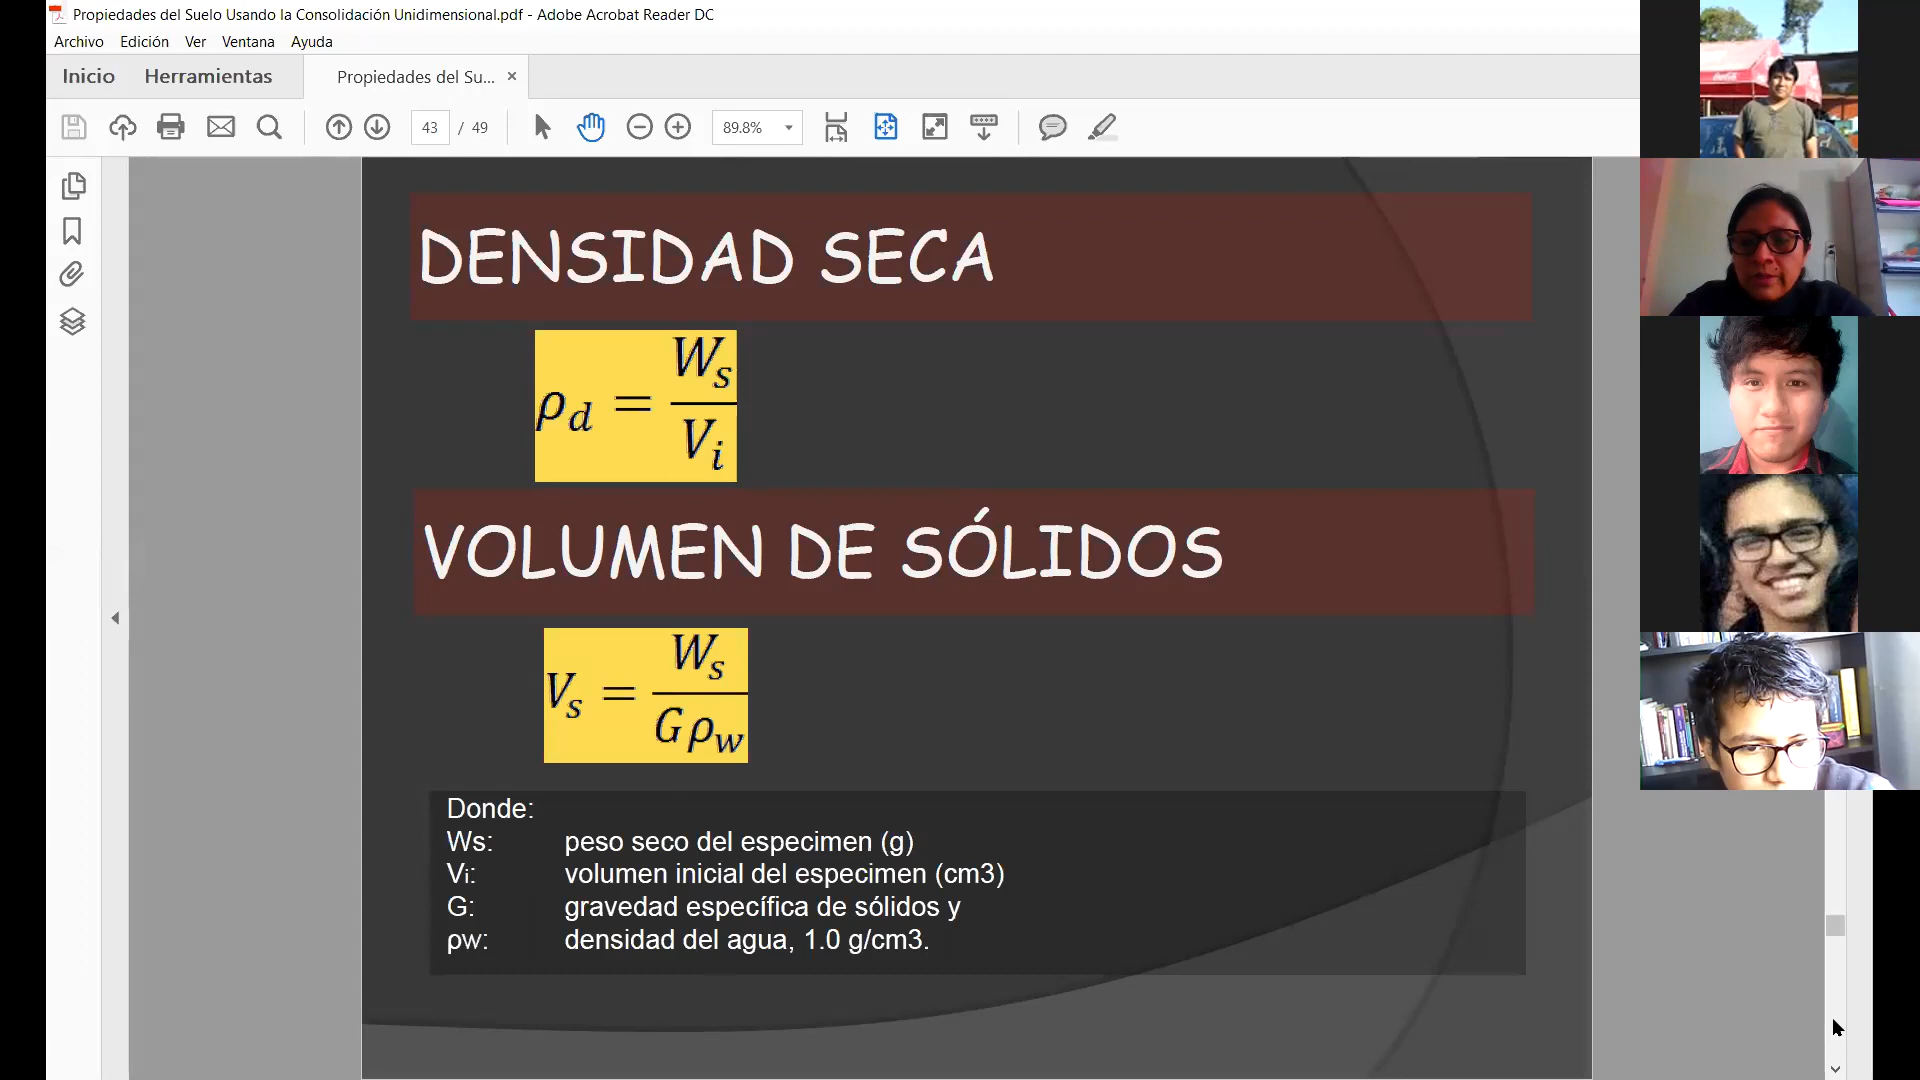 Propiedades del Suelo Usando la Consolidación Unidimensional.pdf - Adobe Acrobat Reader DC
Archivo Edición Ver Ventana Ayuda
Inicio Herramientas Propiedades del Su... ×
43 / 49 89.8%
DENSIDAD SECA
ρd = Ws / Vi
VOLUMEN DE SÓLIDOS
Vs = Ws / G ρw
Donde:
Ws: peso seco del especimen (g)
Vi: volumen inicial del especimen (cm3)
G: gravedad específica de sólidos y
ρw: densidad del agua, 1.0 g/cm3.